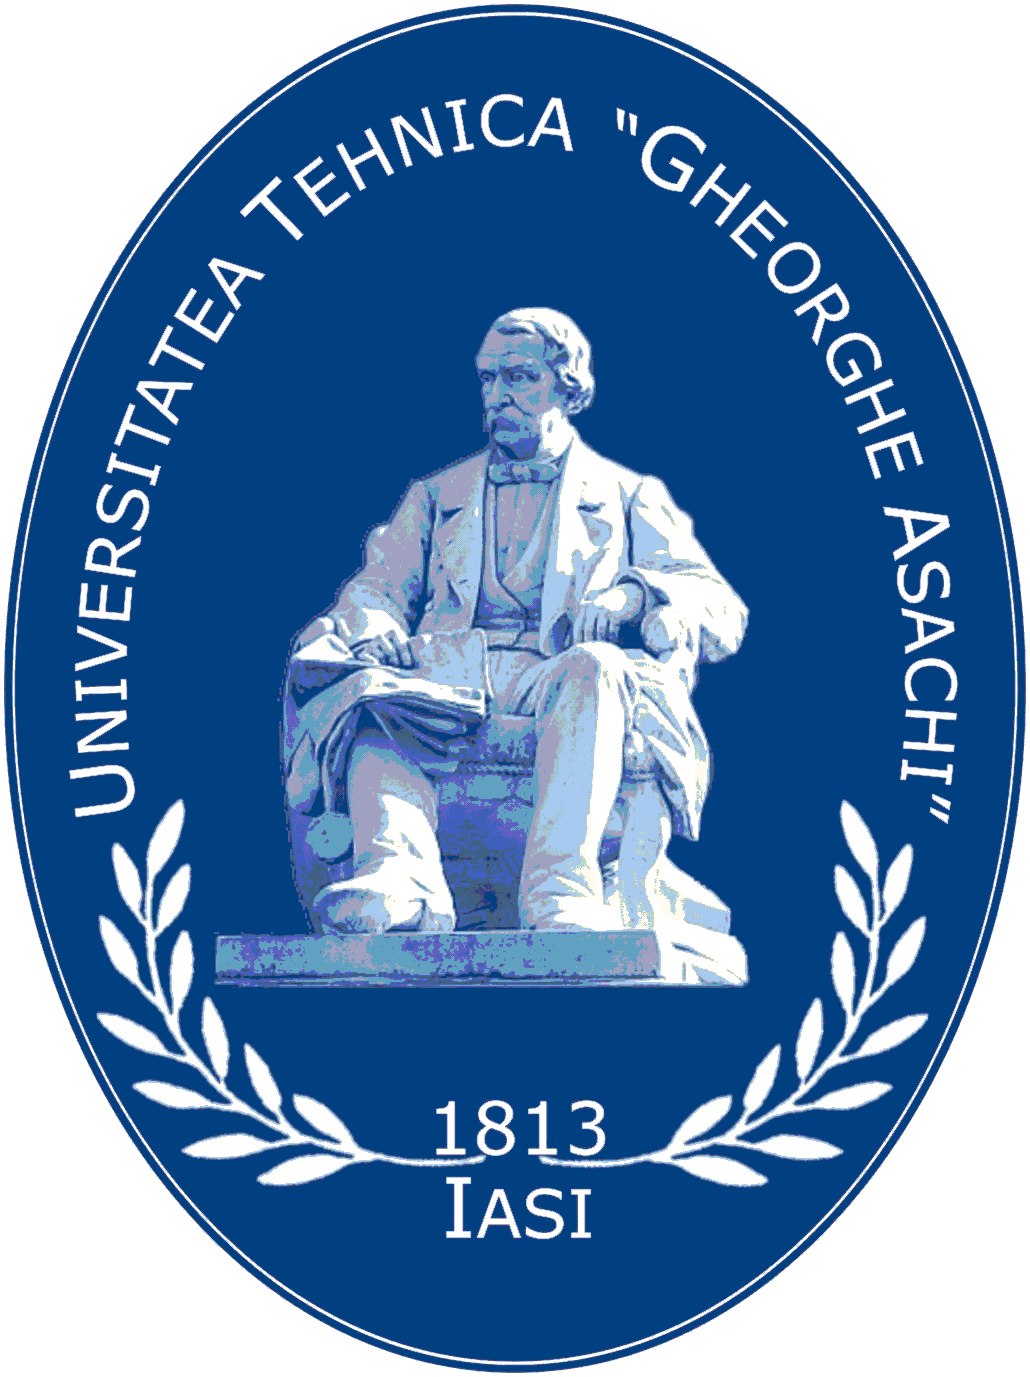 UNIVERSITATEA TEHNICA "GHEORGHE ASACHI"
1813
IASI